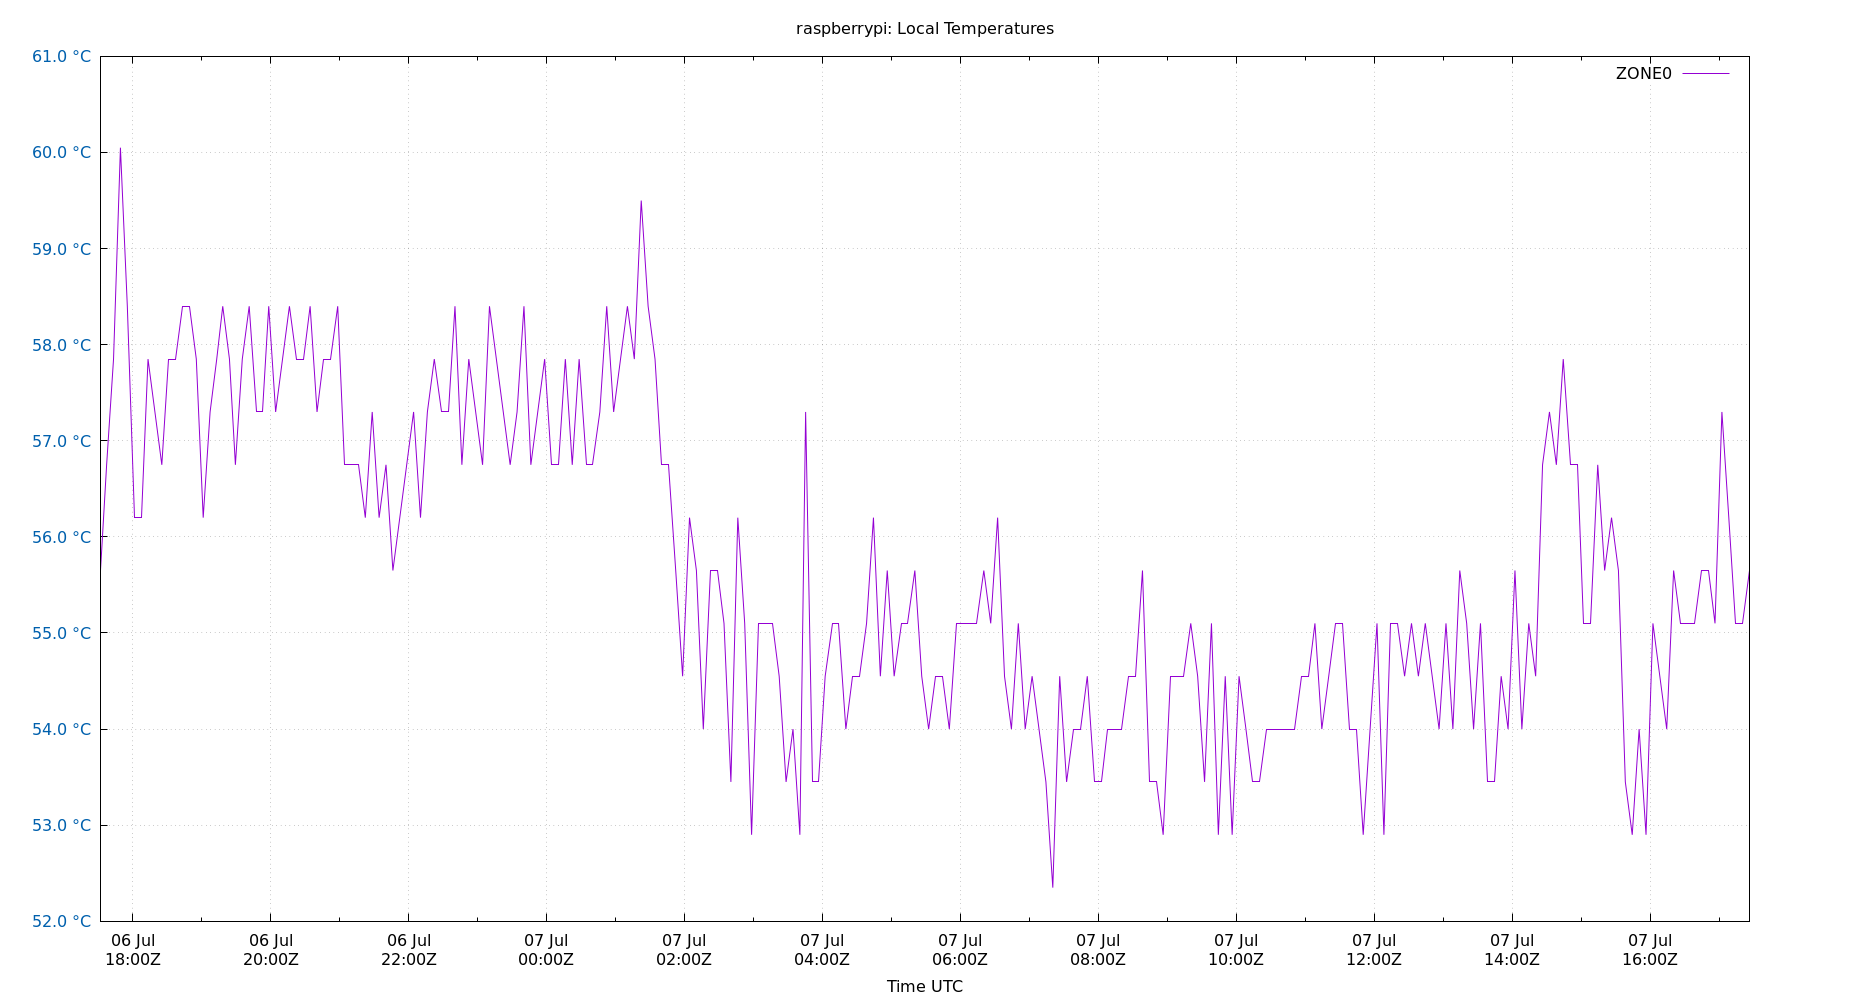 raspberrypi: Local Temperatures
61.0 °C
ZONE0
60.0 °C
59.0 °C
58.0 °C
57.0 °C
56.0 °C
55.0 °C
54.0 °C
53.0 °C
52.0 °C
06 Jul 06 Jul 06 Jul 07 Jul 07 Jul 07 Jul 07 Jul 07 Jul 07 Jul 07 Jul 07 Jul 07 Jul
18:00Z 20:00Z 22:00Z 00:00Z 02:00Z 04:00Z 06:00Z 08:00Z 10:00Z 12:00Z 14:00Z 16:00Z
Time UTC